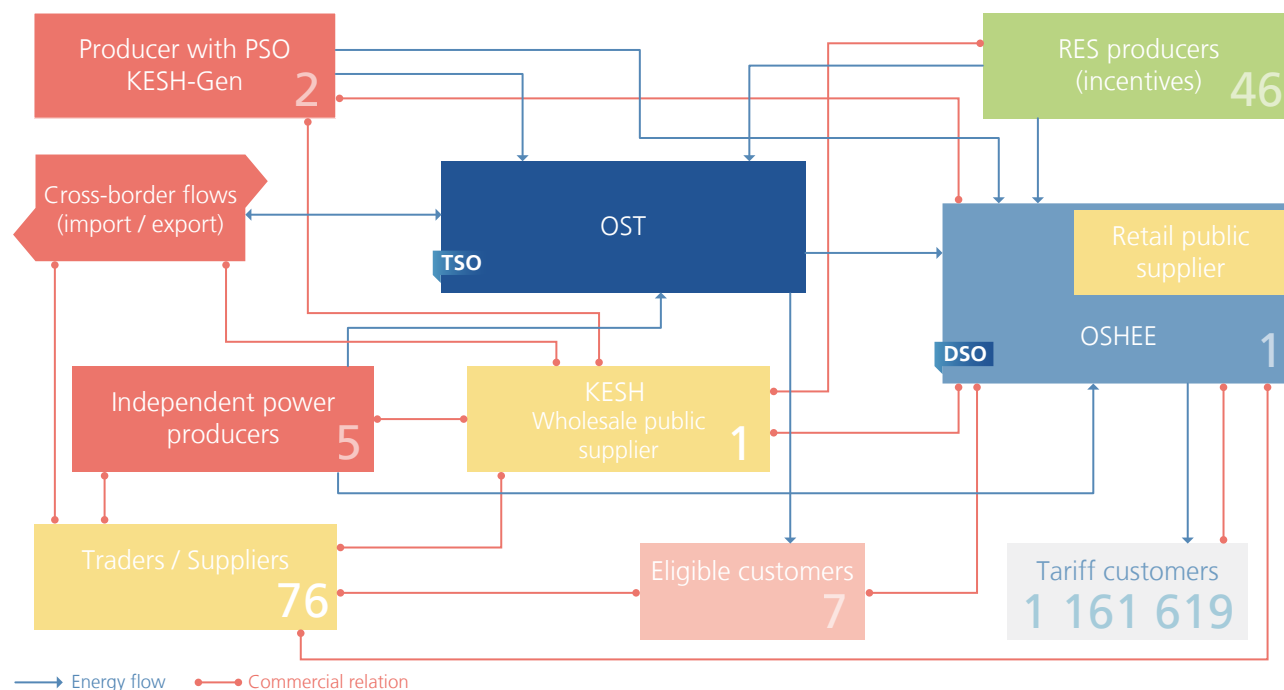 Producer with PSO
KESH-Gen
2
RES producers
(incentives)
46
Cross-border flows
(import / export)
OST
TSO
Retail public
supplier
OSHEE
1
DSO
Independent power
producers
5
KESH
Wholesale public
supplier
1
Traders / Suppliers
76
Eligible customers
7
Tariff customers
1 161 619
Energy flow
Commercial relation